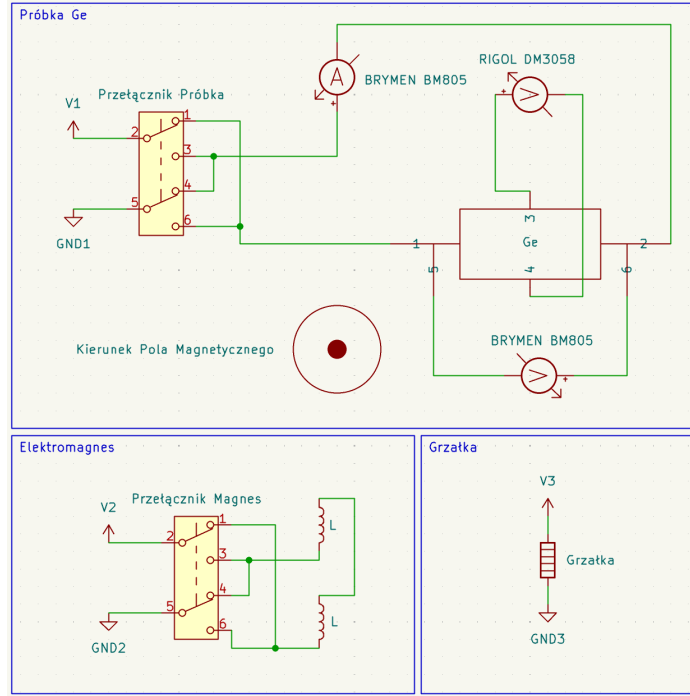 Próbka Ge
A
BRYMEN BM805
RIGOL DM3058
+
V
+
V1
Przełącznik Próbka
1
2
3
4
5
6
GND1
3
1
Ge
2
5
4
6
Kierunek Pola Magnetycznego
BRYMEN BM805
V
+
Elektromagnes
Przełącznik Magnes
V2
1
2
3
4
5
6
GND2
L
L
Grzałka
V3
Grzałka
GND3